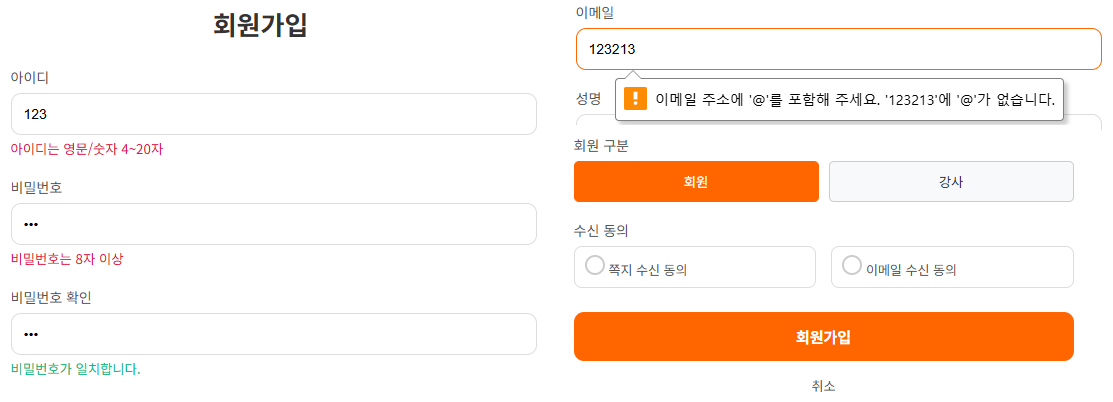 회원가입
아이디
123
아이디는 영문/숫자 4~20자
비밀번호
•••
비밀번호는 8자 이상
비밀번호 확인
•••
비밀번호가 일치합니다.
이메일
123213
성명
이메일 주소에 '@'를 포함해 주세요. '123213'에 '@'가 없습니다.
회원 구분
회원
강사
수신 동의
쪽지 수신 동의
이메일 수신 동의
회원가입
취소